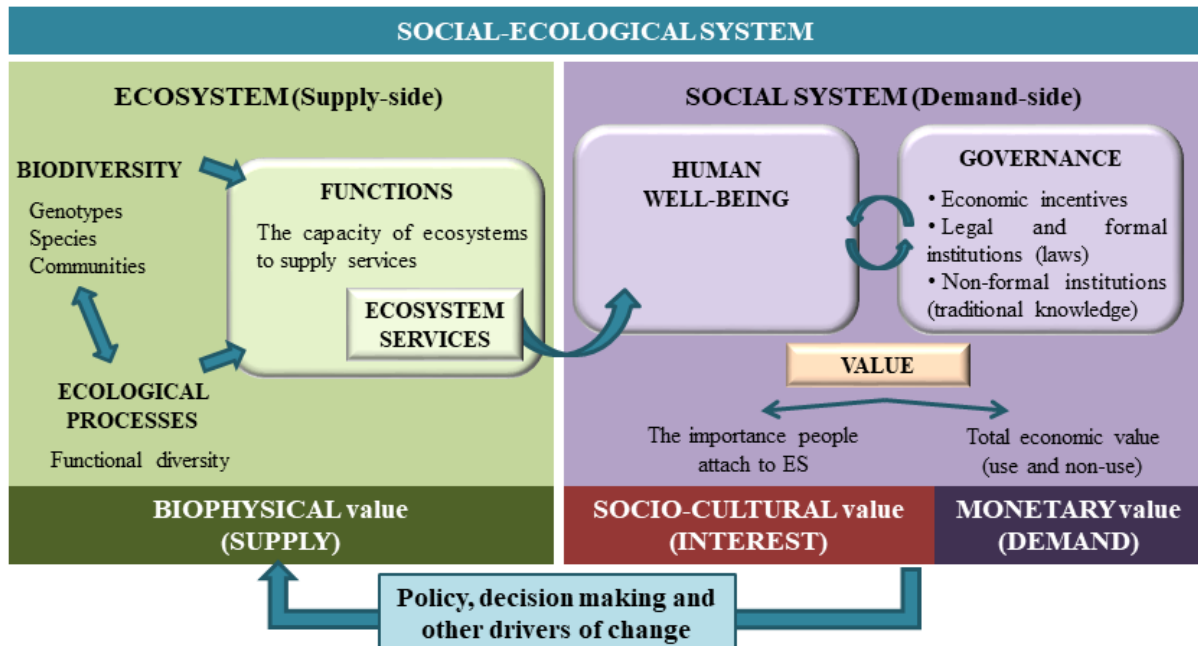 SOCIAL-ECOLOGICAL SYSTEM
ECOSYSTEM (Supply-side)
BIODIVERSITY
Genotypes
Species
Communities
ECOLOGICAL
PROCESSES
Functional diversity
FUNCTIONS
The capacity of ecosystems
to supply services
ECOSYSTEM
SERVICES
BIOPHYSICAL value
(SUPPLY)
SOCIAL SYSTEM (Demand-side)
HUMAN
WELL-BEING
GOVERNANCE
• Economic incentives
• Legal and formal
institutions (laws)
• Non-formal institutions
(traditional knowledge)
VALUE
The importance people
attach to ES
Total economic value
(use and non-use)
SOCIO-CULTURAL value
(INTEREST)
MONETARY value
(DEMAND)
Policy, decision making and
other drivers of change